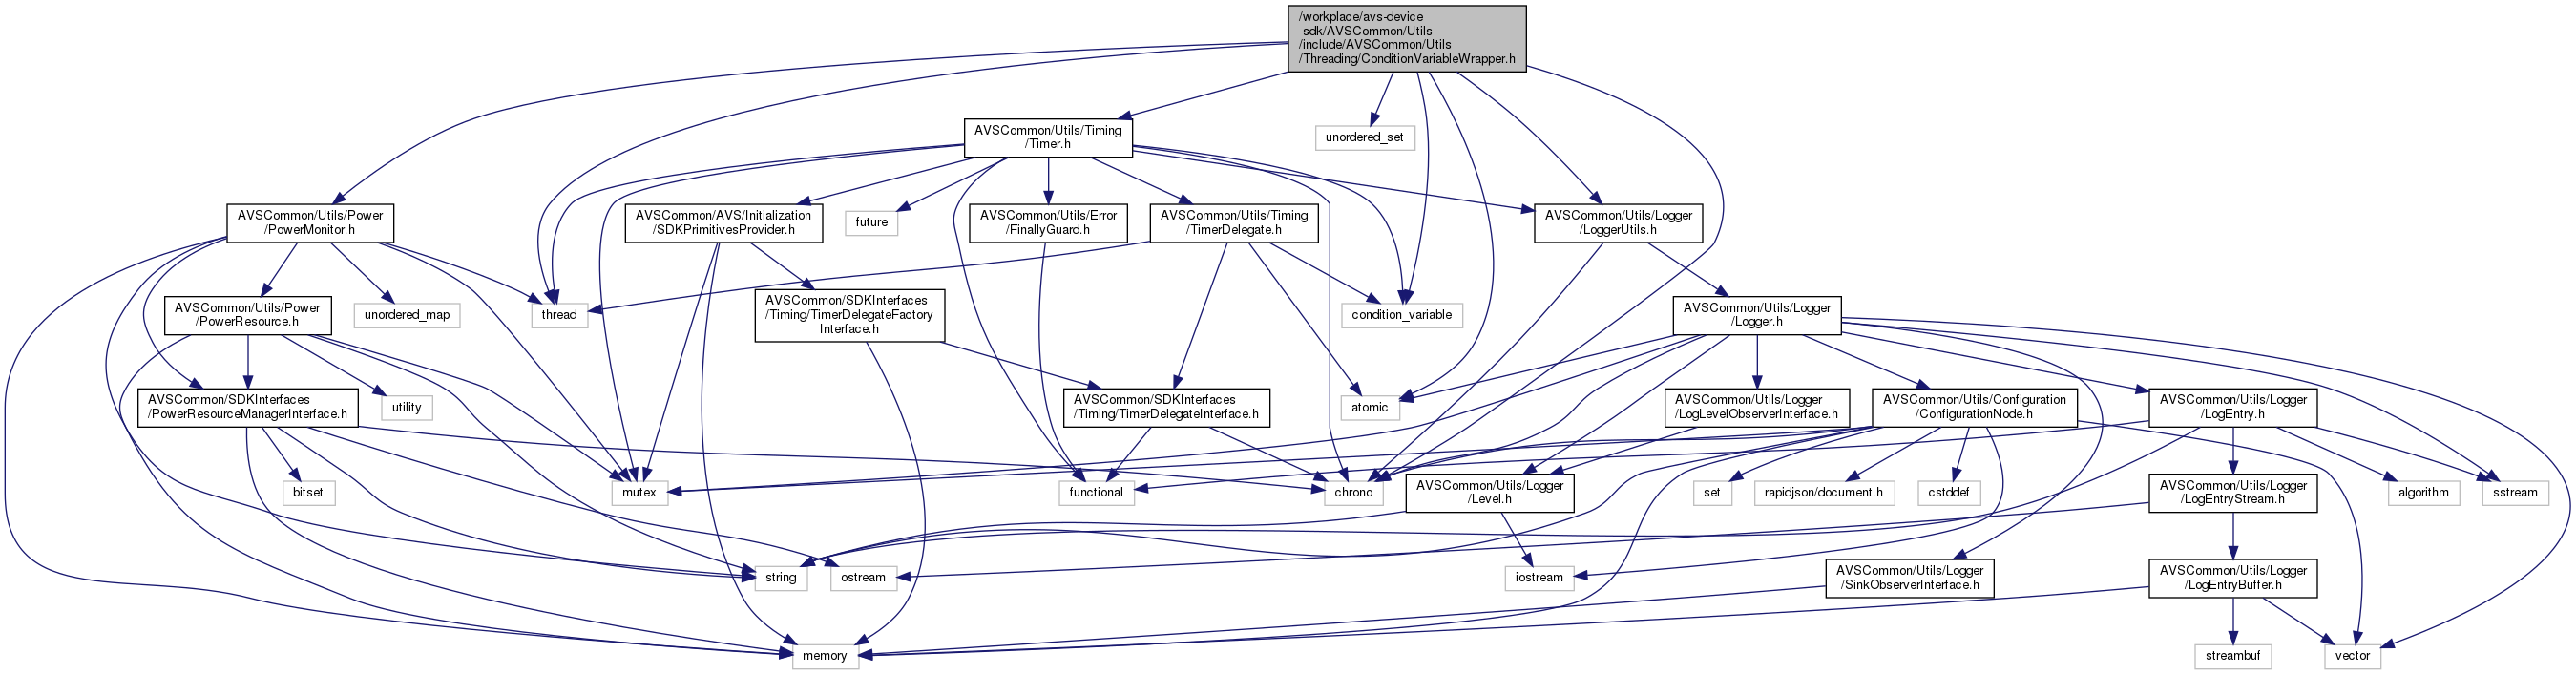 /workplace/avs-device
-sdk/AVSCommon/Utils
/include/AVSCommon/Utils
/Threading/ConditionVariableWrapper.h
AVSCommon/Utils/Timing
/Timer.h
unordered_set
AVSCommon/Utils/Power
/PowerMonitor.h
AVSCommon/AVS/Initialization
/SDKPrimitivesProvider.h
future
AVSCommon/Utils/Error
/FinallyGuard.h
AVSCommon/Utils/Timing
/TimerDelegate.h
AVSCommon/Utils/Logger
/LoggerUtils.h
AVSCommon/Utils/Power
/PowerResource.h
unordered_map
thread
AVSCommon/SDKInterfaces
/Timing/TimerDelegateFactory
Interface.h
condition_variable
AVSCommon/Utils/Logger
/Logger.h
AVSCommon/SDKInterfaces
/PowerResourceManagerInterface.h
utility
AVSCommon/SDKInterfaces
/Timing/TimerDelegateInterface.h
atomic
AVSCommon/Utils/Logger
/LogLevelObserverInterface.h
AVSCommon/Utils/Configuration
/ConfigurationNode.h
AVSCommon/Utils/Logger
/LogEntry.h
bitset
mutex
functional
chrono
AVSCommon/Utils/Logger
/Level.h
set
rapidjson/document.h
cstddef
AVSCommon/Utils/Logger
/LogEntryStream.h
algorithm
sstream
string
ostream
iostream
AVSCommon/Utils/Logger
/SinkObserverInterface.h
AVSCommon/Utils/Logger
/LogEntryBuffer.h
memory
streambuf
vector